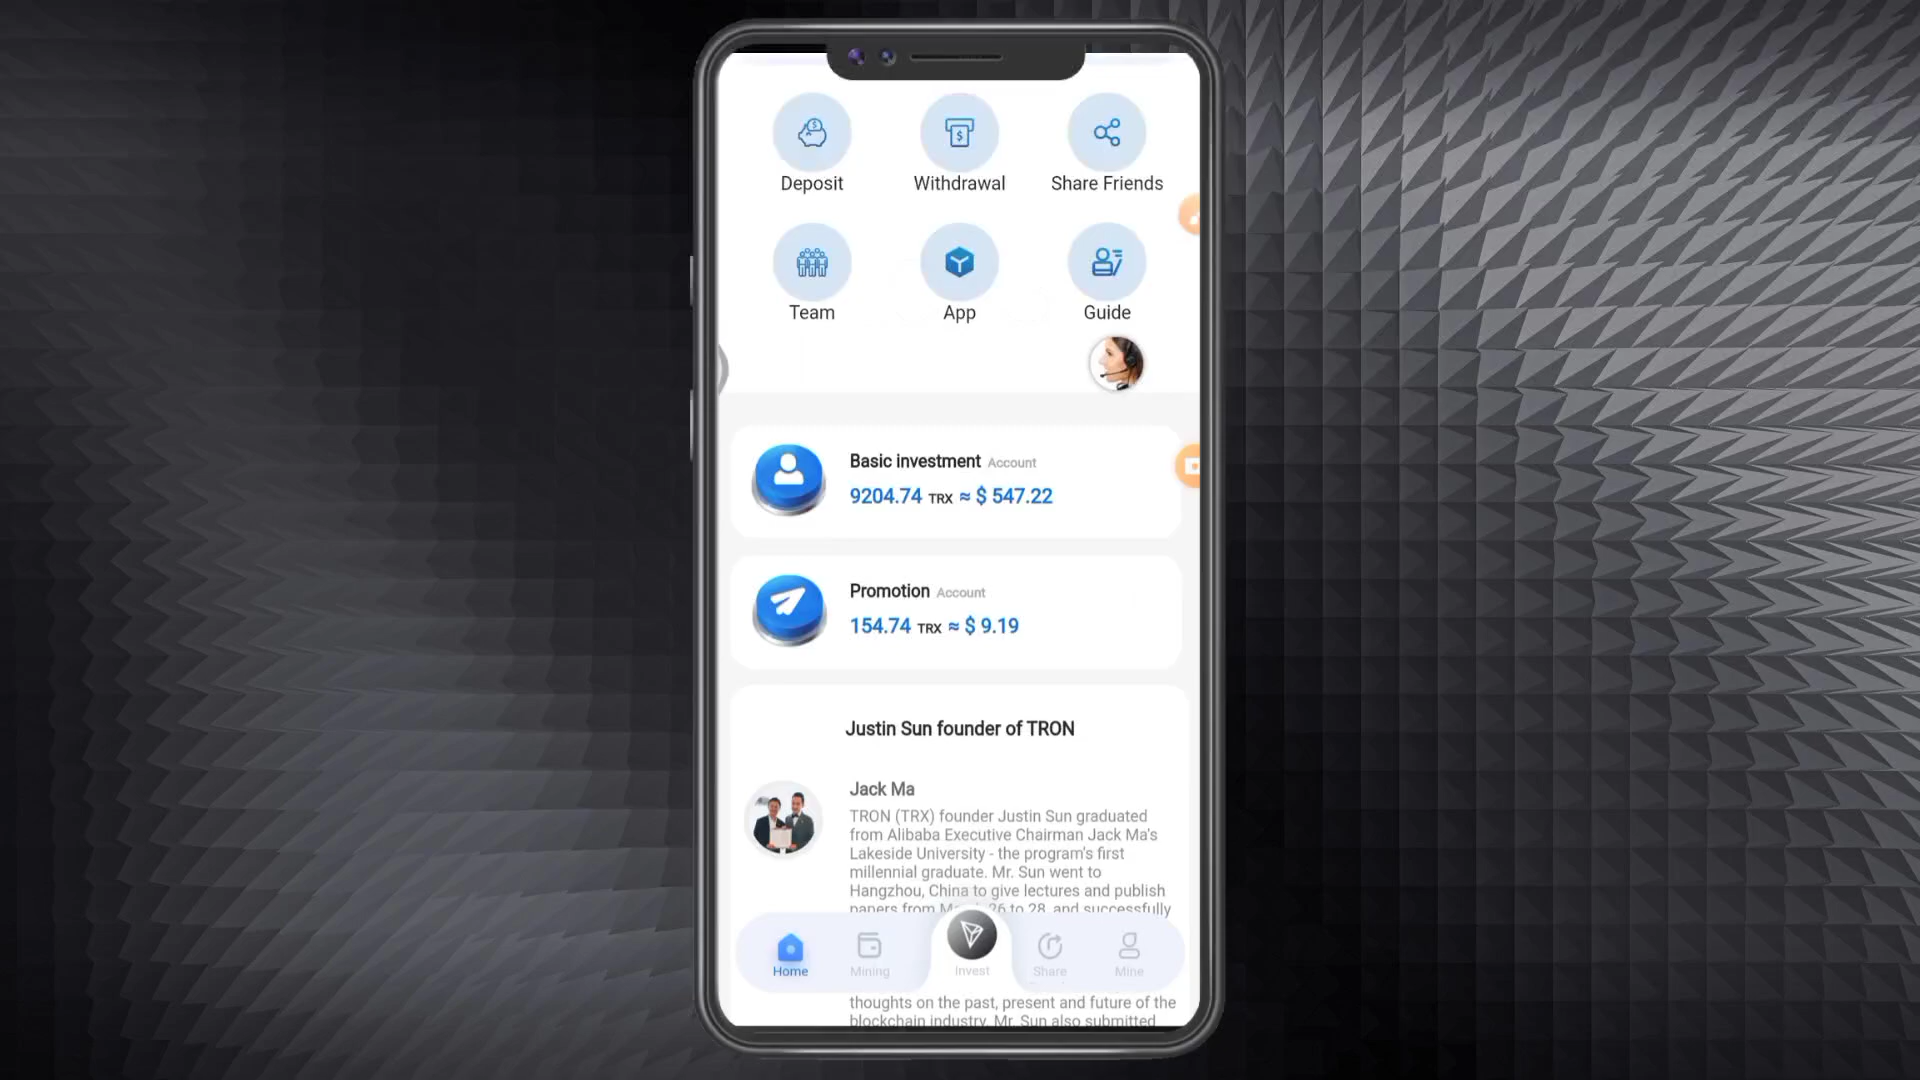 Deposit
Withdrawal
Share Friends
Team
App
Guide
Basic investment Account
9204.74 TRX ≈ $ 547.22
Promotion Account
154.74 TRX ≈ $ 9.19
Justin Sun founder of TRON
Jack Ma
TRON (TRX) founder Justin Sun graduated
from Alibaba Executive Chairman Jack Ma's
Lakeside University - the program's first
millennial graduate. Mr. Sun went to
Hangzhou, China to give lectures and publish
papers from 26 to 28, and successfully
Home
Mining
Invest
Share
Mine
thoughts on the past, present and future of the
blockchain industry. Mr. Sun also submitted